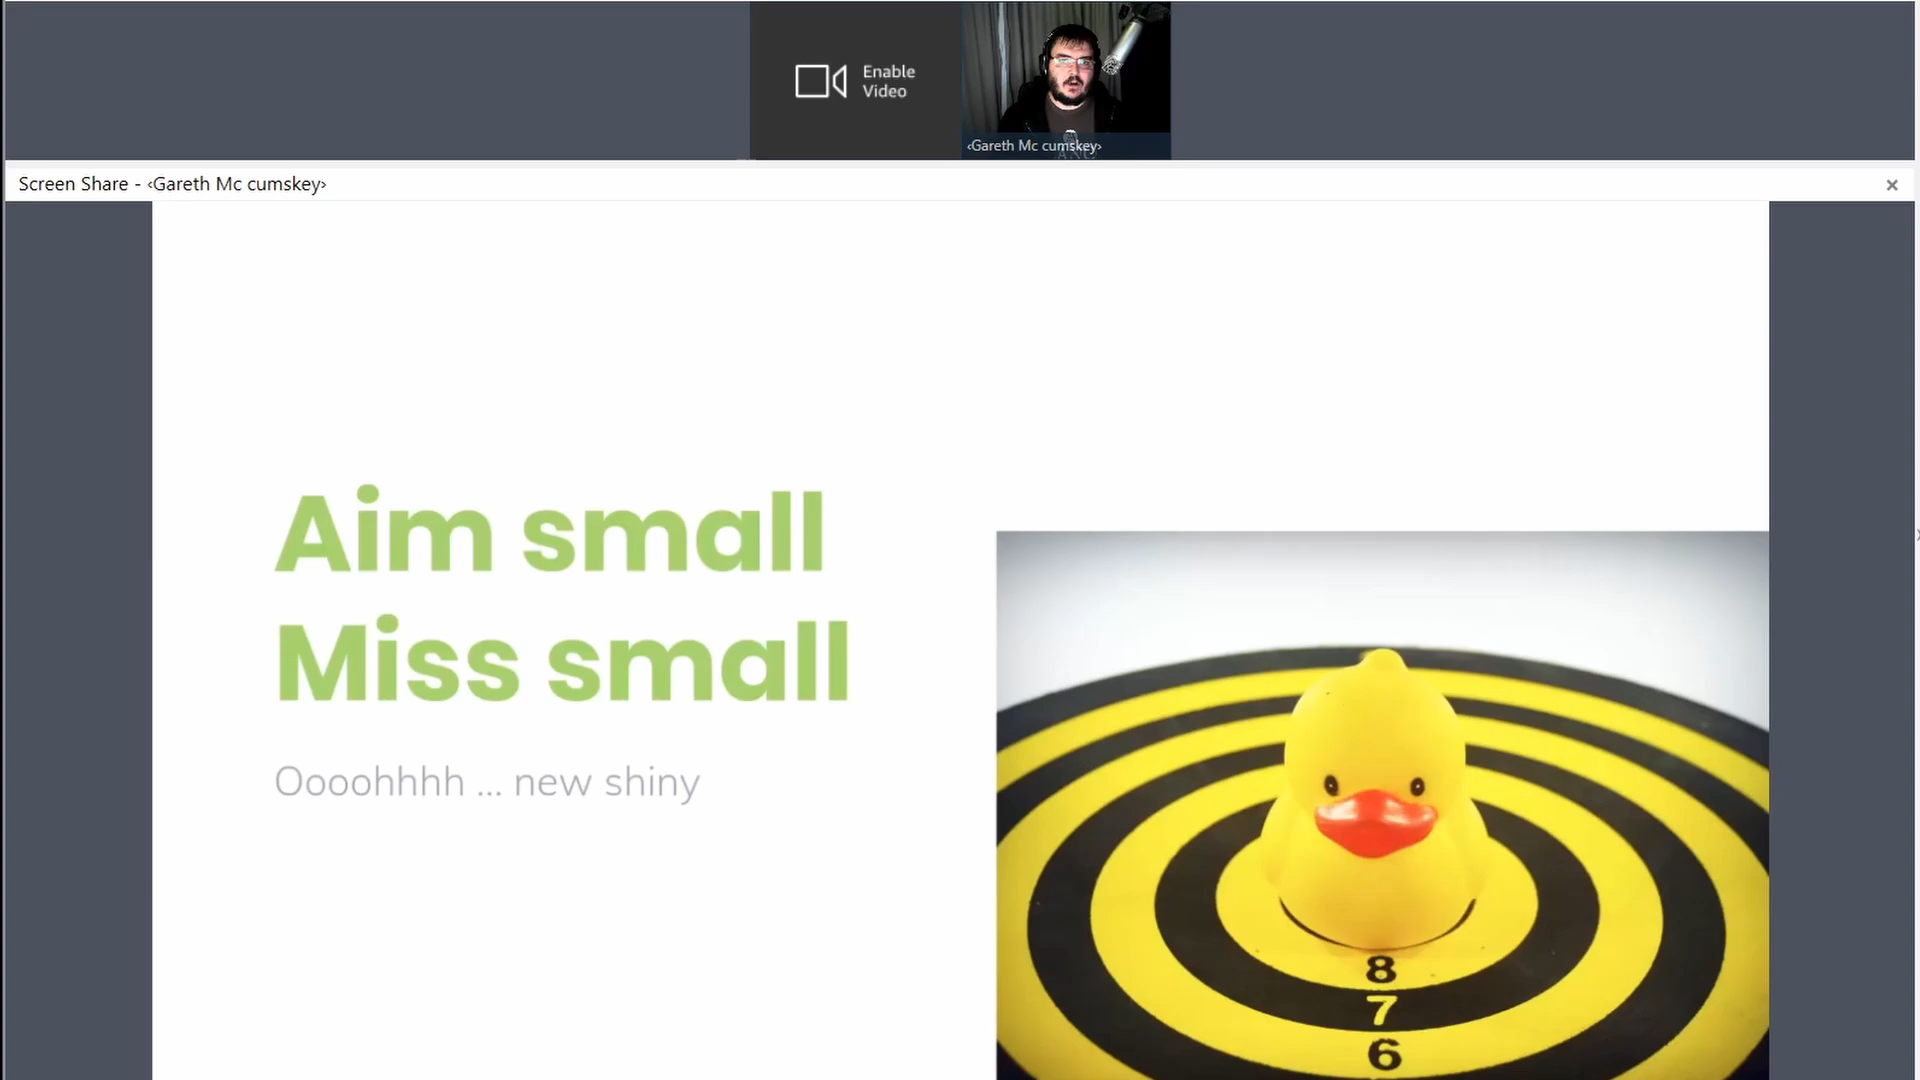 Enable
Video
‹Gareth Mc cumskey›
Screen Share - ‹Gareth Mc cumskey›
Aim small
Miss small
Oooohhhh ... new shiny
8
7
6